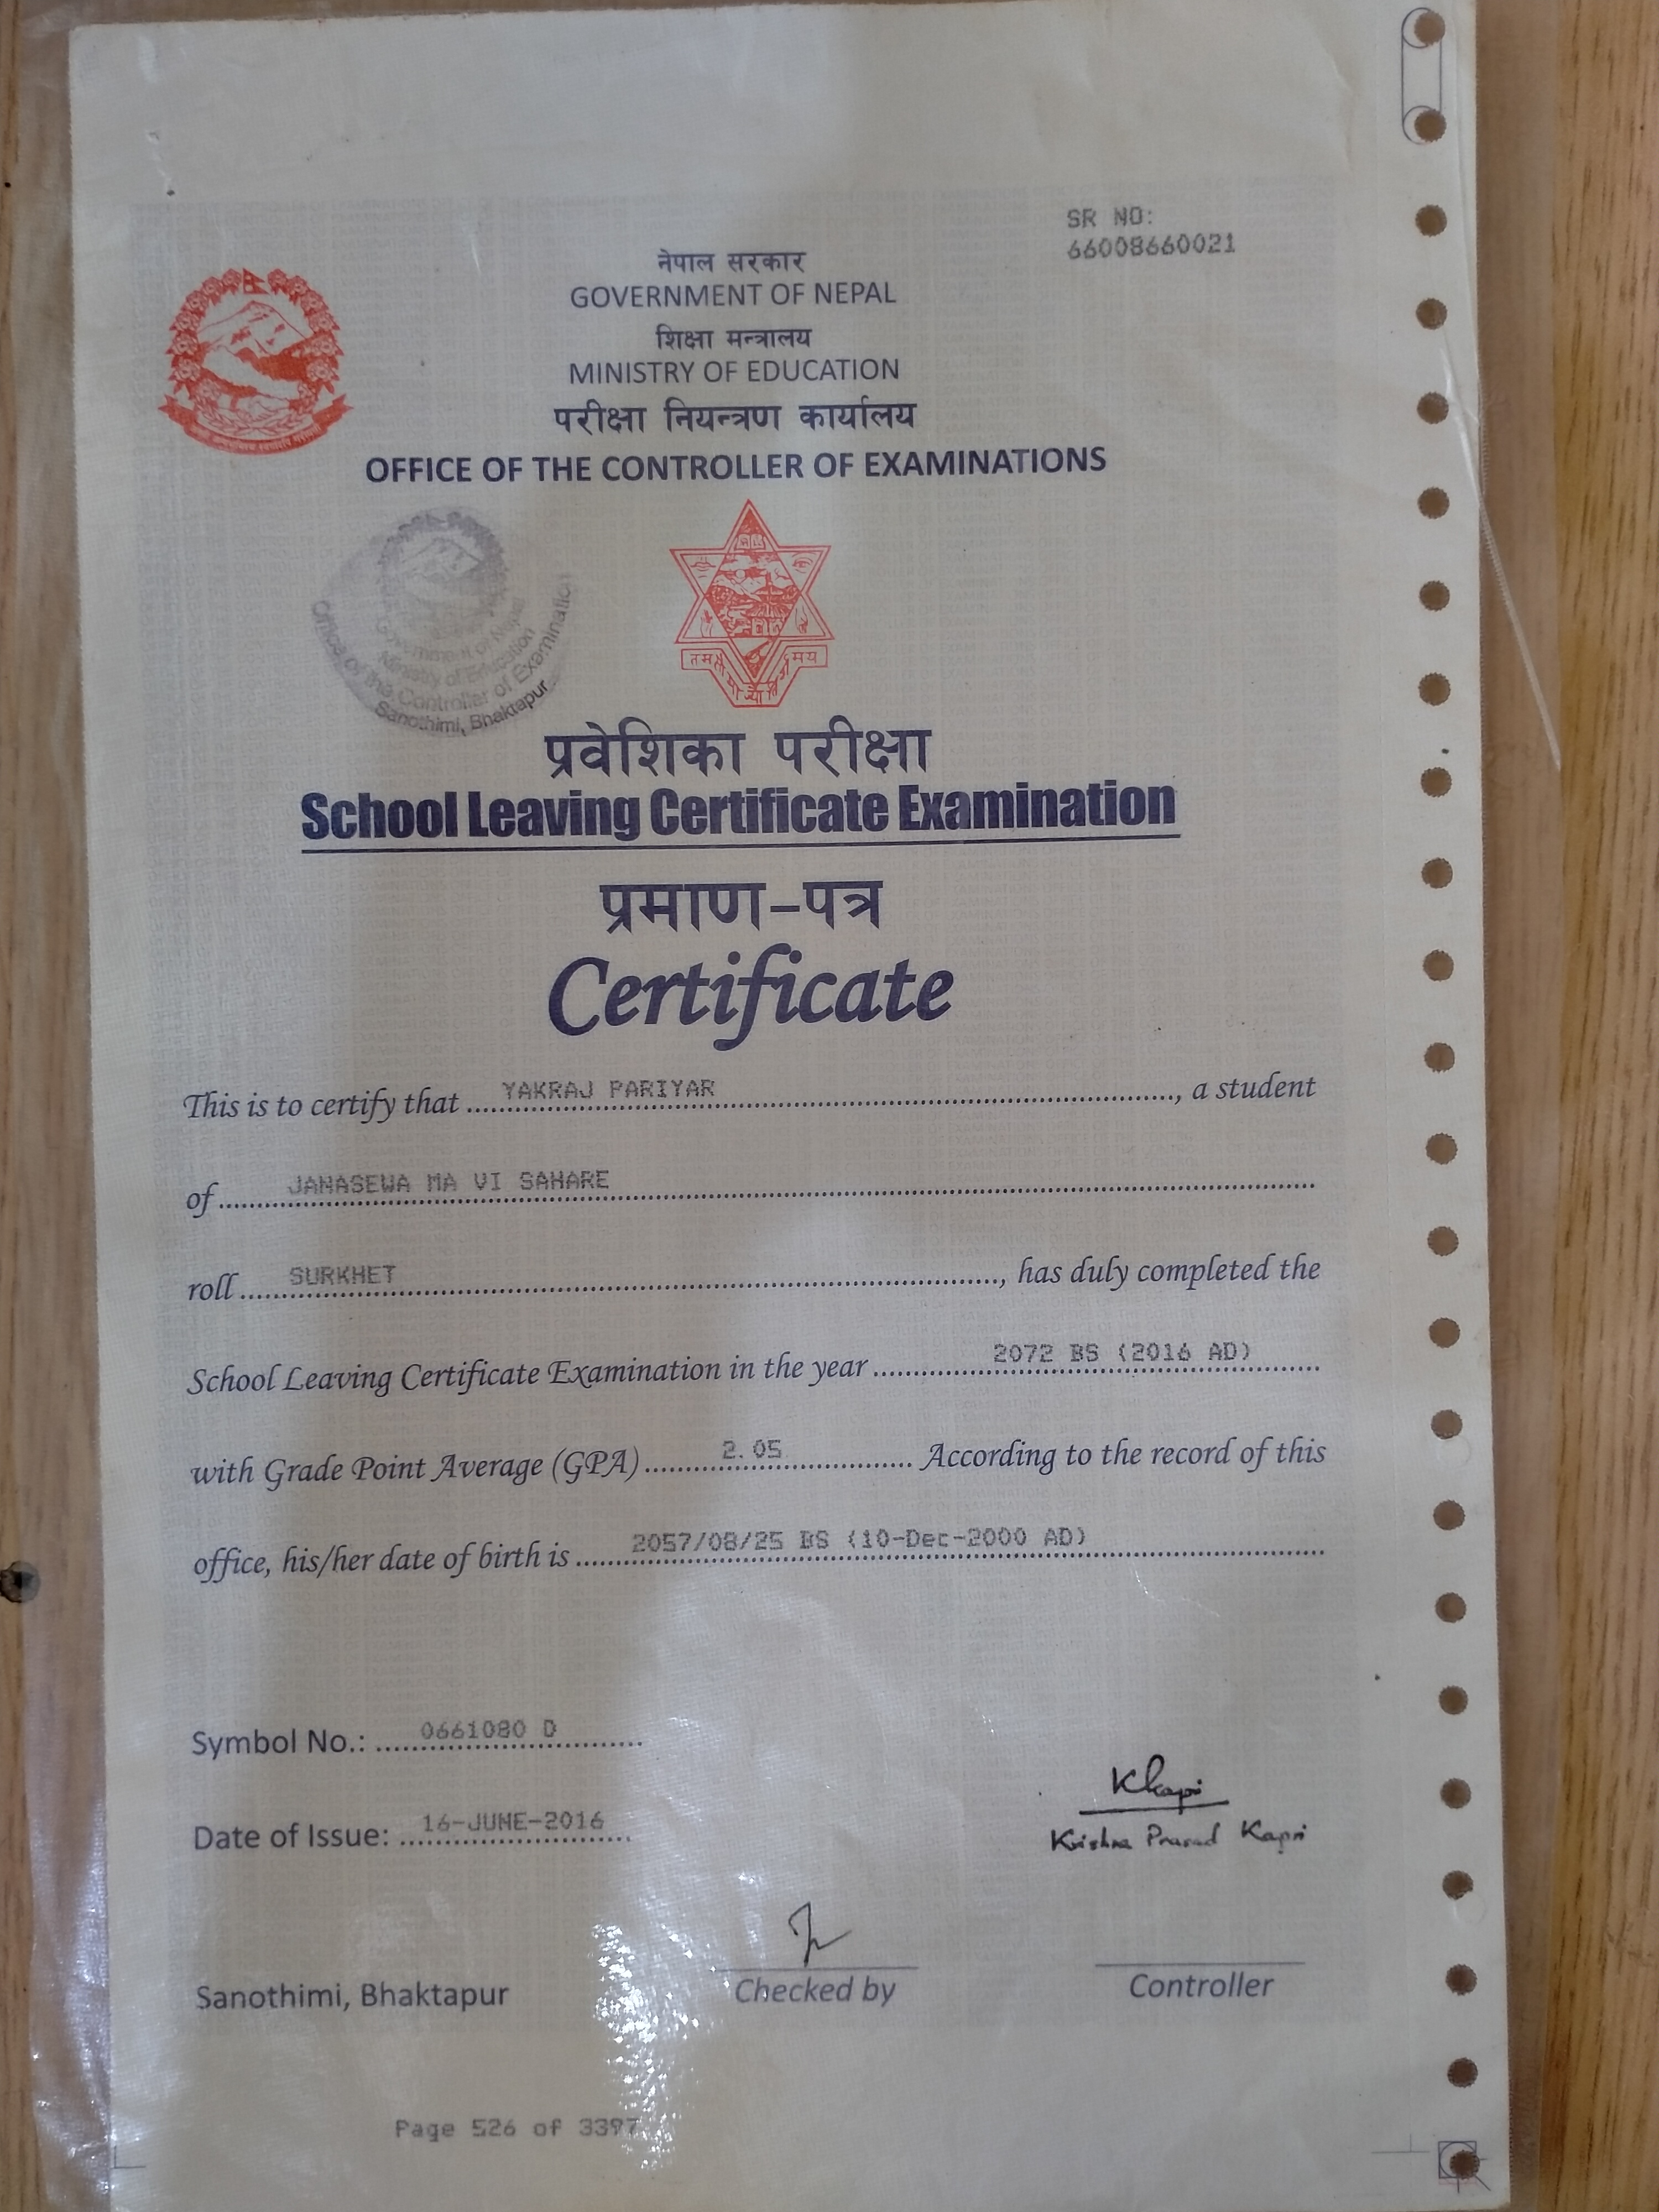 SR NO:
66008660021
नेपाल सरकार
GOVERNMENT OF NEPAL
शिक्षा मन्त्रालय
MINISTRY OF EDUCATION
परीक्षा नियन्त्रण कार्यालय
OFFICE OF THE CONTROLLER OF EXAMINATIONS
Government of Nepal
Ministry of Education
Office of the Controller of Examination
Sanothimi, Bhaktapur
प्रवेशिका परीक्षा
School Leaving Certificate Examination
प्रमाण-पत्र
Certificate
This is to certify that YAKRAJ PARIYAR, a student
of JANASEWA MA VI SAHARE
roll SURKHET, has duly completed the
School Leaving Certificate Examination in the year 2072 BS (2016 AD)
with Grade Point Average (GPA) 2.05 According to the record of this
office, his/her date of birth is 2057/08/25 BS (10-Dec-2000 AD)
Symbol No.: 0661080 D
Date of Issue: 16-JUNE-2016
Kkapi
Krishna Prasad Kapri
Sanothimi, Bhaktapur
Checked by
Controller
Page 526 of 3397